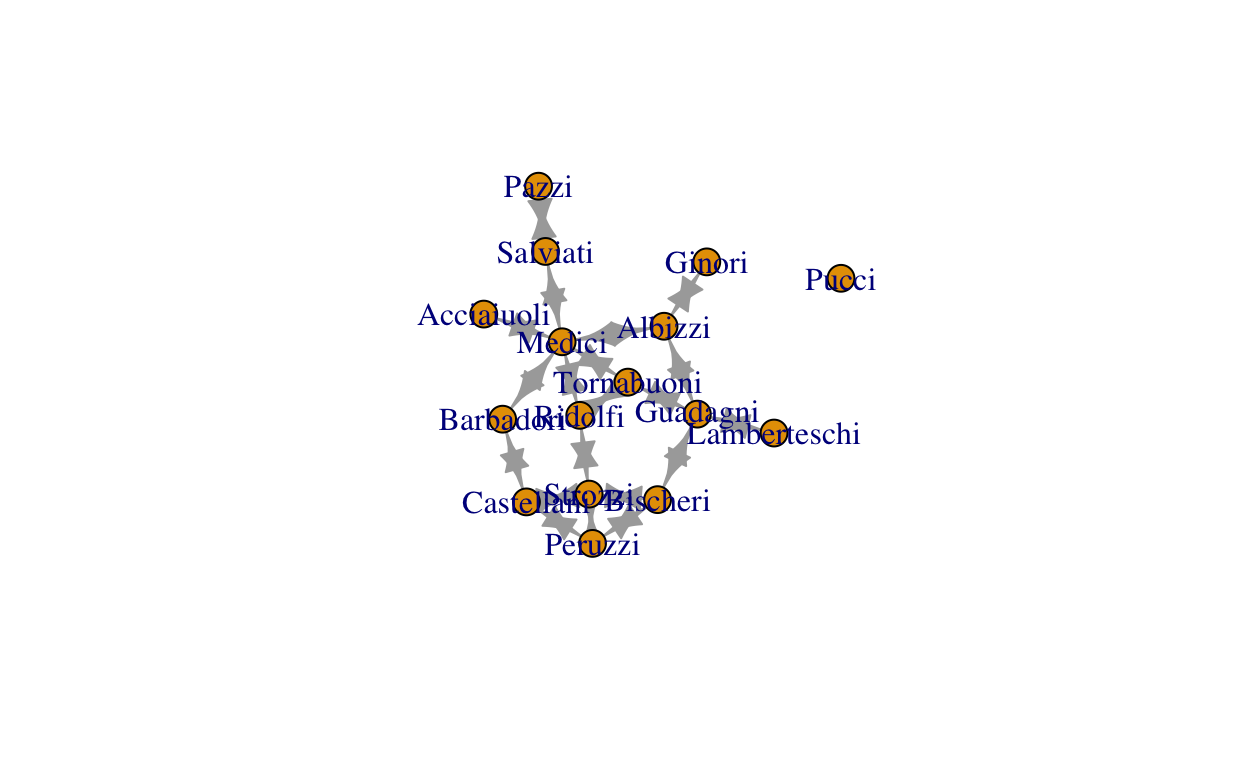 Pazzi
Salviati
Ginori
Pucci
Acciaiuoli
Albizzi
Medici
Tornabuoni
Guadagni
Barbadori
Ridolfi
Lamberteschi
Strozzi
Castellani
Bischeri
Peruzzi